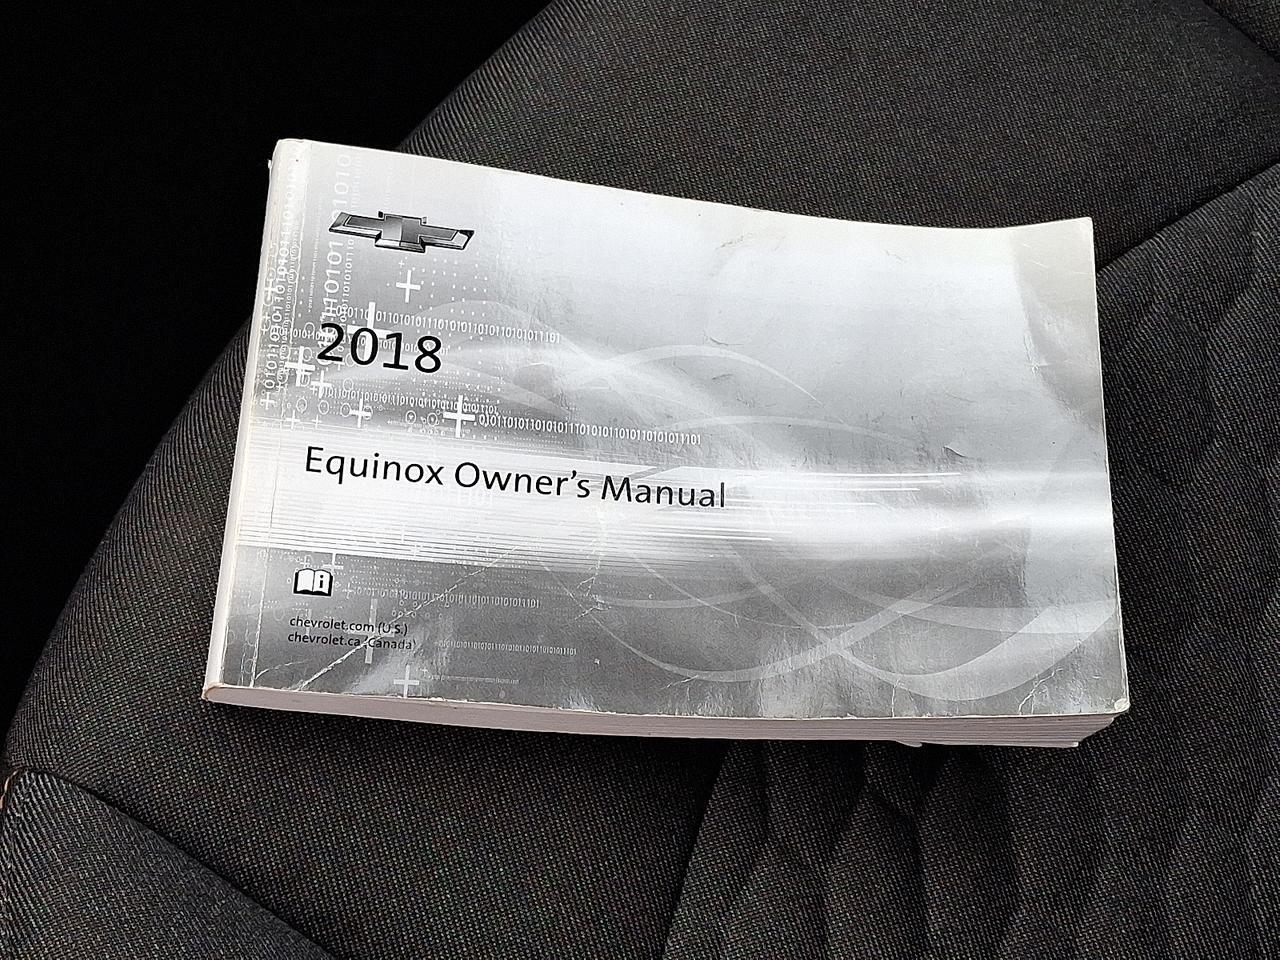 2018
Equinox Owner's Manual
chevrolet.com (U.S.)
chevrolet.ca (Canada)